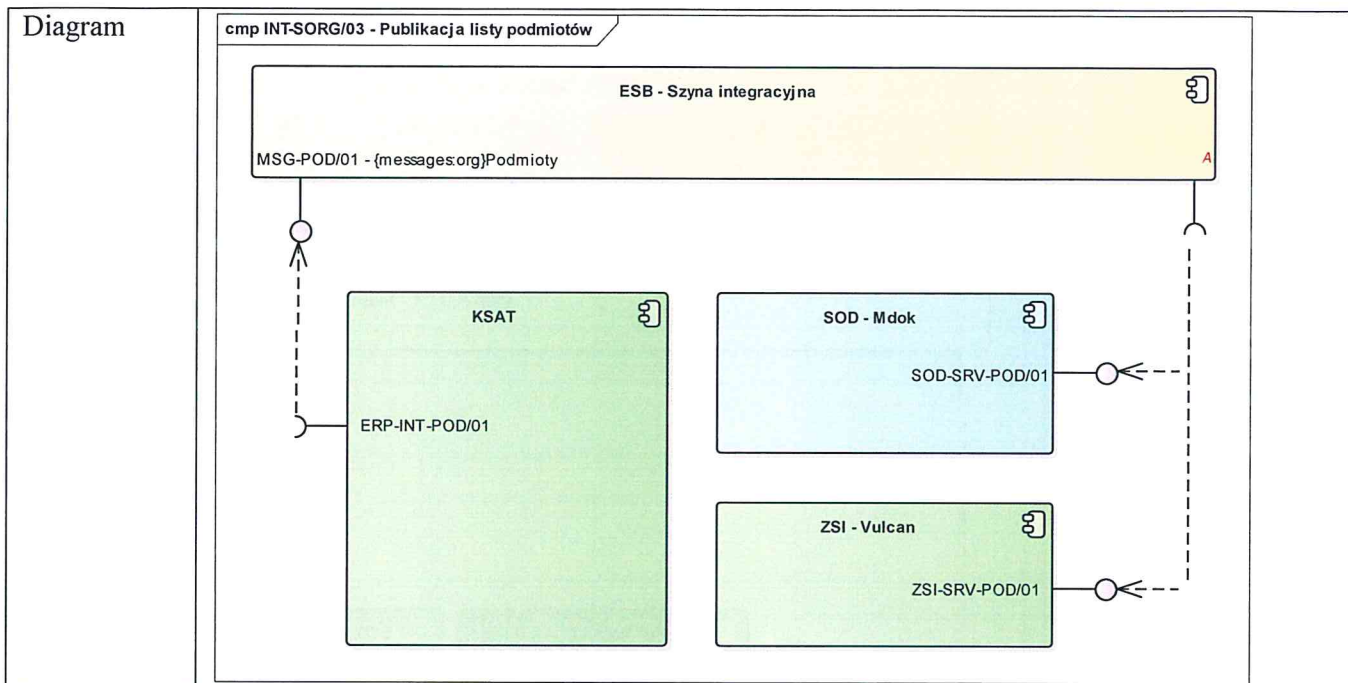 Diagram
cmp INT-SORG/03 - Publikacja listy podmiotów
ESB - Szyna integracyjna
MSG-POD/01 - {messages:org}Podmioty
A
KSAT
SOD - Mdok
SOD-SRV-POD/01
ERP-INT-POD/01
ZSI - Vulcan
ZSI-SRV-POD/01